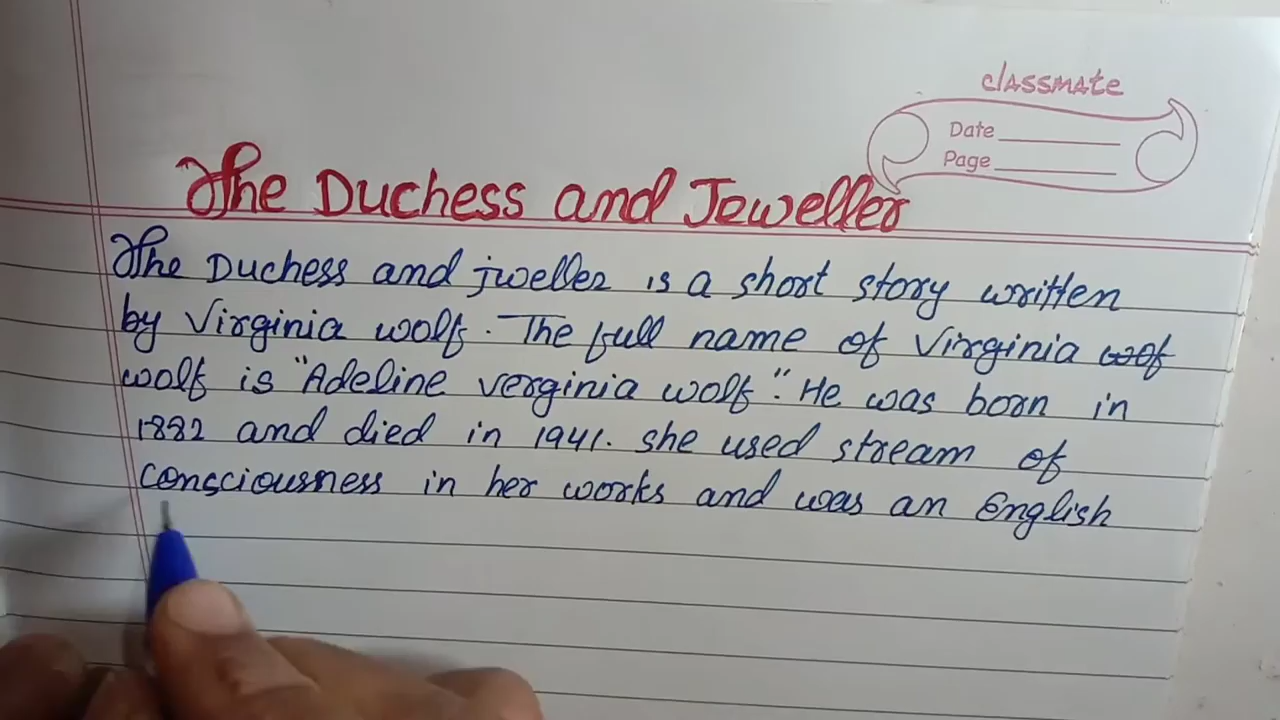 classmate
Date
Page
The Duchess and Jeweller
The Duchess and jweller is a short story written
by Virginia wolf. The full name of Virginia wof
wolf is "Adeline verginia wolf". He was born in
1882 and died in 1941. she used stream of
consciousness in her works and was an English